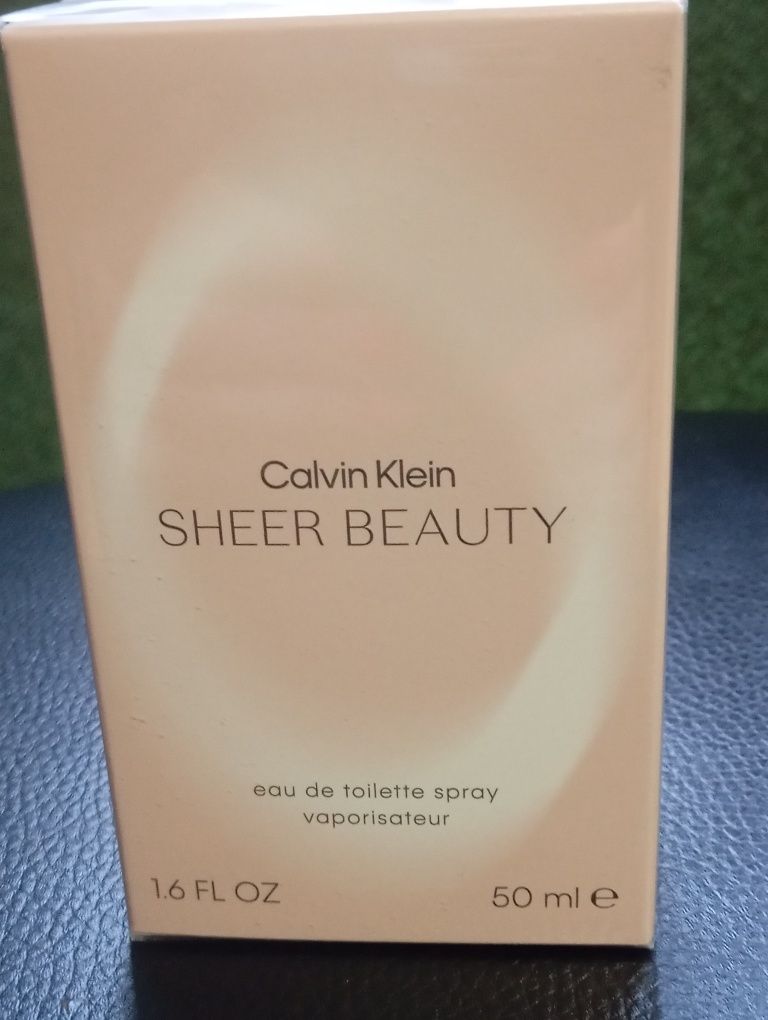 Calvin Klein
SHEER BEAUTY
eau de toilette spray
vaporisateur
1.6 FL OZ
50 ml ℮